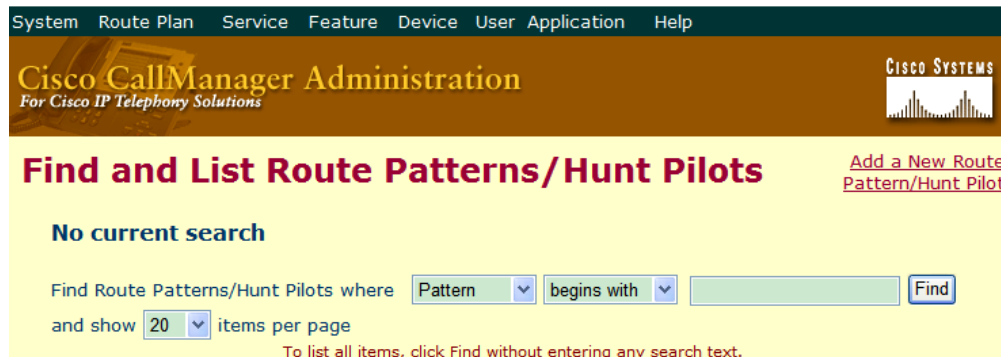 System Route Plan Service Feature Device User Application Help
Cisco CallManager Administration
For Cisco IP Telephony Solutions
CISCO SYSTEMS
Find and List Route Patterns/Hunt Pilots
Add a New Route
Pattern/Hunt Pilot
No current search
Find Route Patterns/Hunt Pilots where Pattern begins with Find
and show 20 items per page
To list all items, click Find without entering any search text.